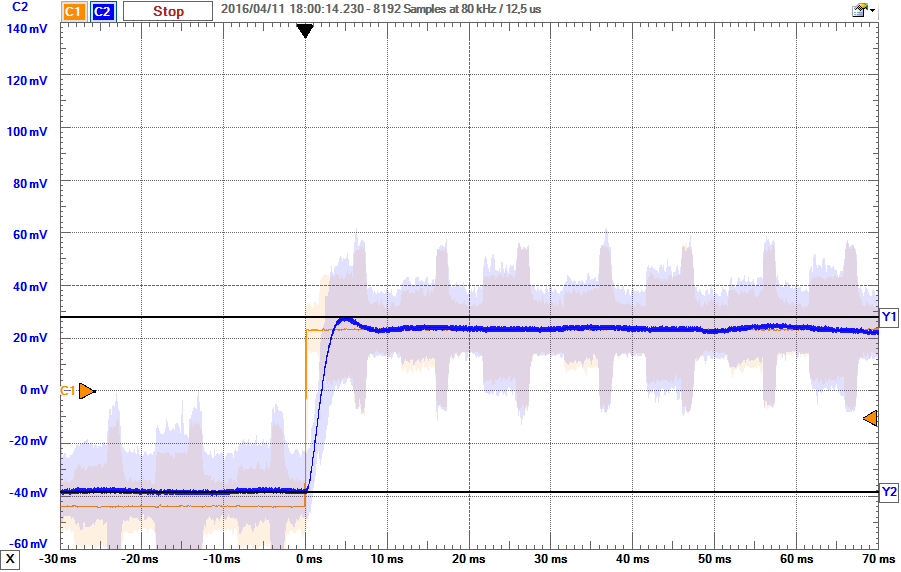 C2
C1 C2 Stop 2016/04/11 18:00:14.230 - 8192 Samples at 80 kHz / 12,5 us
140 mV
120 mV
100 mV
80 mV
60 mV
40 mV
Y1
20 mV
C1
0 mV
-20 mV
-40 mV
Y2
-60 mV
X
-30 ms -20 ms -10 ms 0 ms 10 ms 20 ms 30 ms 40 ms 50 ms 60 ms 70 ms